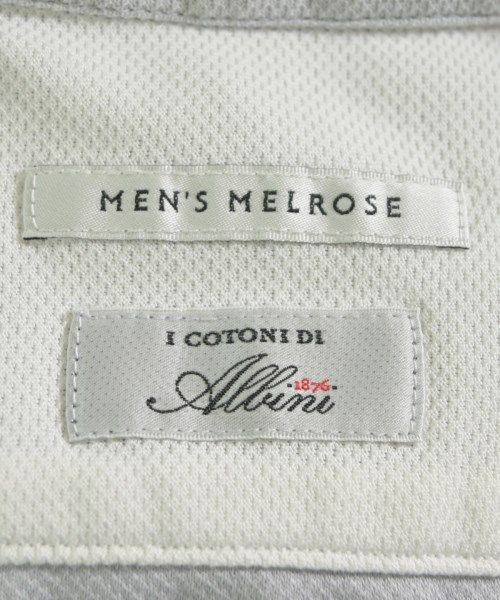 MEN'S MELROSE
I COTONI DI
-1876-
Albini